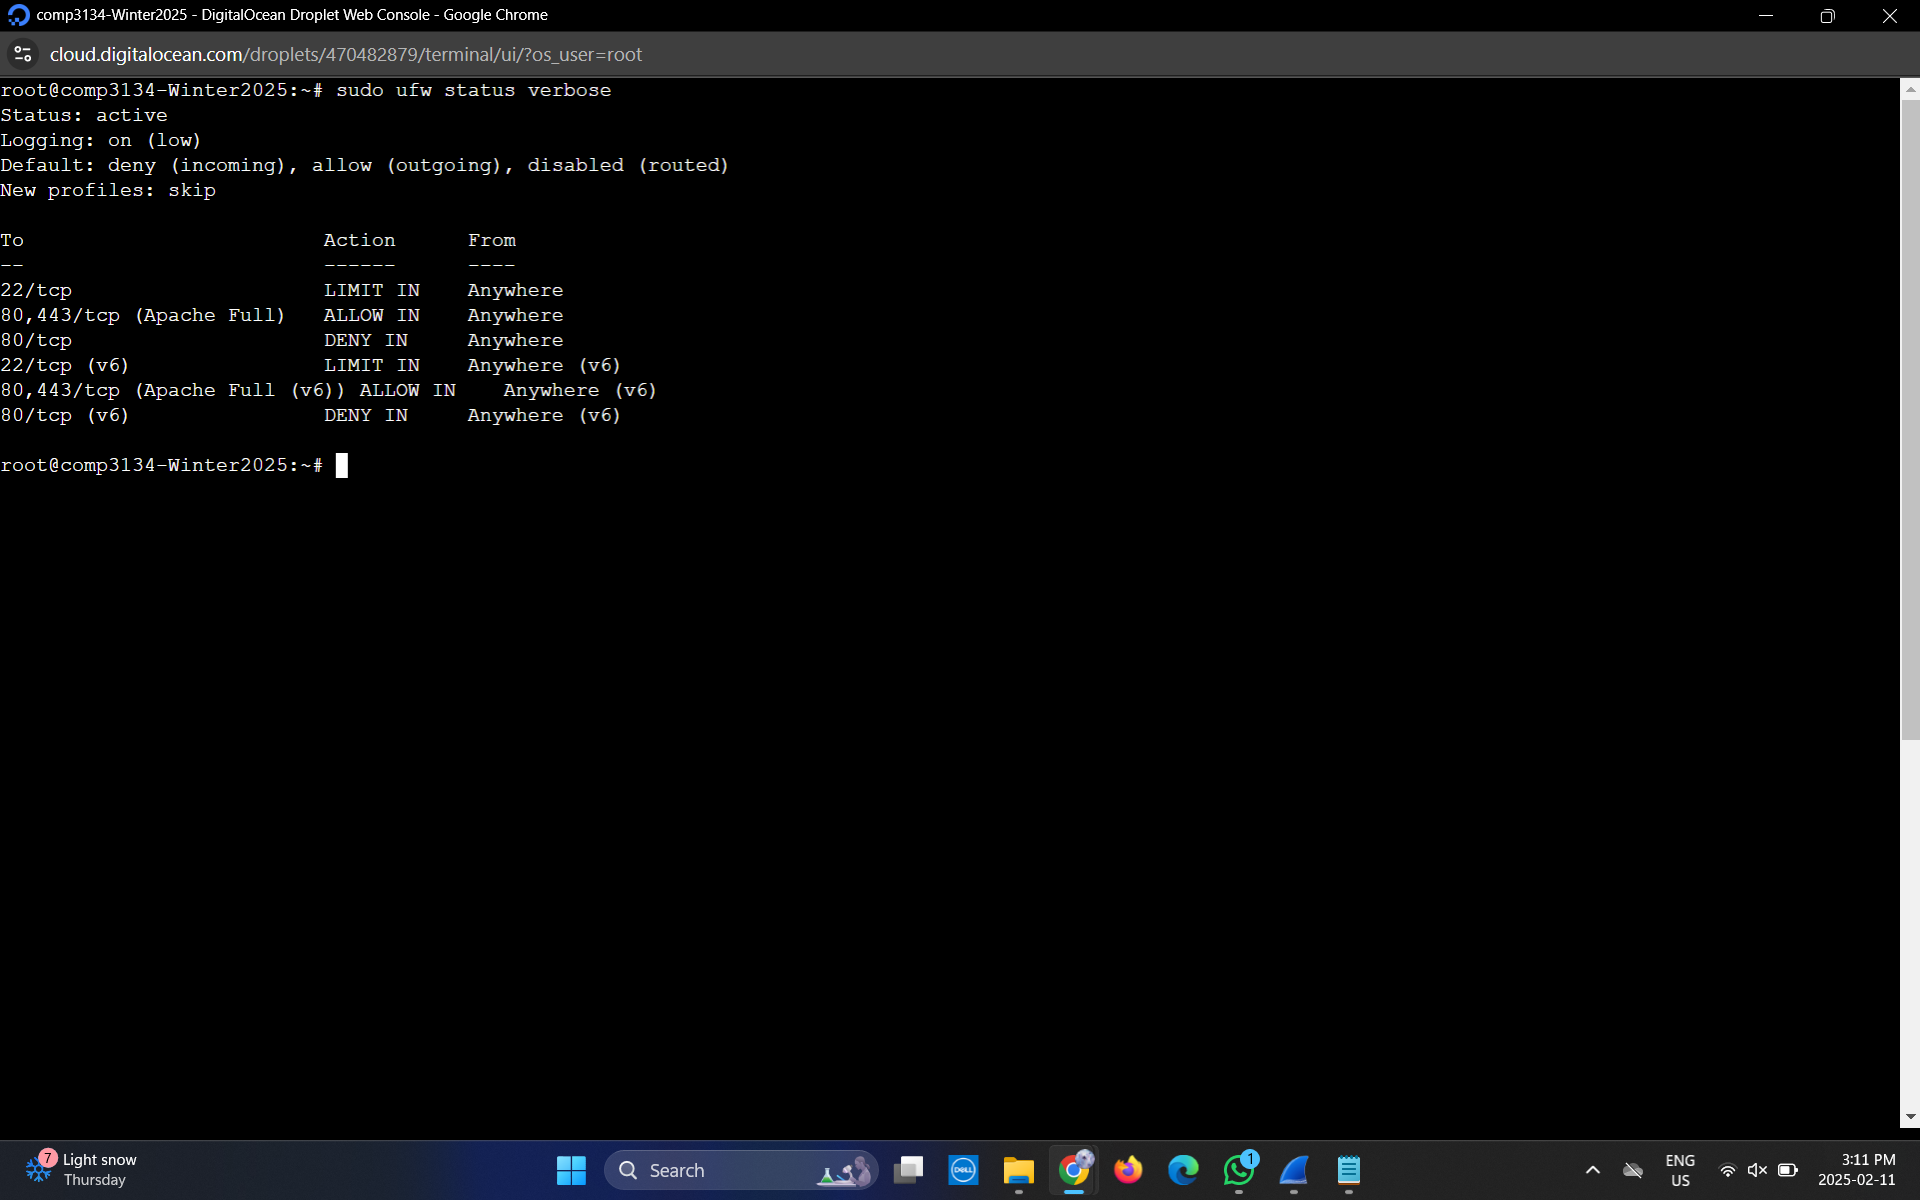 comp3134-Winter2025 - DigitalOcean Droplet Web Console - Google Chrome
cloud.digitalocean.com/droplets/470482879/terminal/ui/?os_user=root
root@comp3134-Winter2025:~# sudo ufw status verbose
Status: active
Logging: on (low)
Default: deny (incoming), allow (outgoing), disabled (routed)
New profiles: skip
To                         Action      From
--                         ------      ----
22/tcp                     LIMIT IN    Anywhere
80,443/tcp (Apache Full)   ALLOW IN    Anywhere
80/tcp                     DENY IN     Anywhere
22/tcp (v6)                LIMIT IN    Anywhere (v6)
80,443/tcp (Apache Full (v6)) ALLOW IN    Anywhere (v6)
80/tcp (v6)                DENY IN     Anywhere (v6)
root@comp3134-Winter2025:~#
7
Light snow
Thursday
Search
DELL
1
ENG
US
3:11 PM
2025-02-11